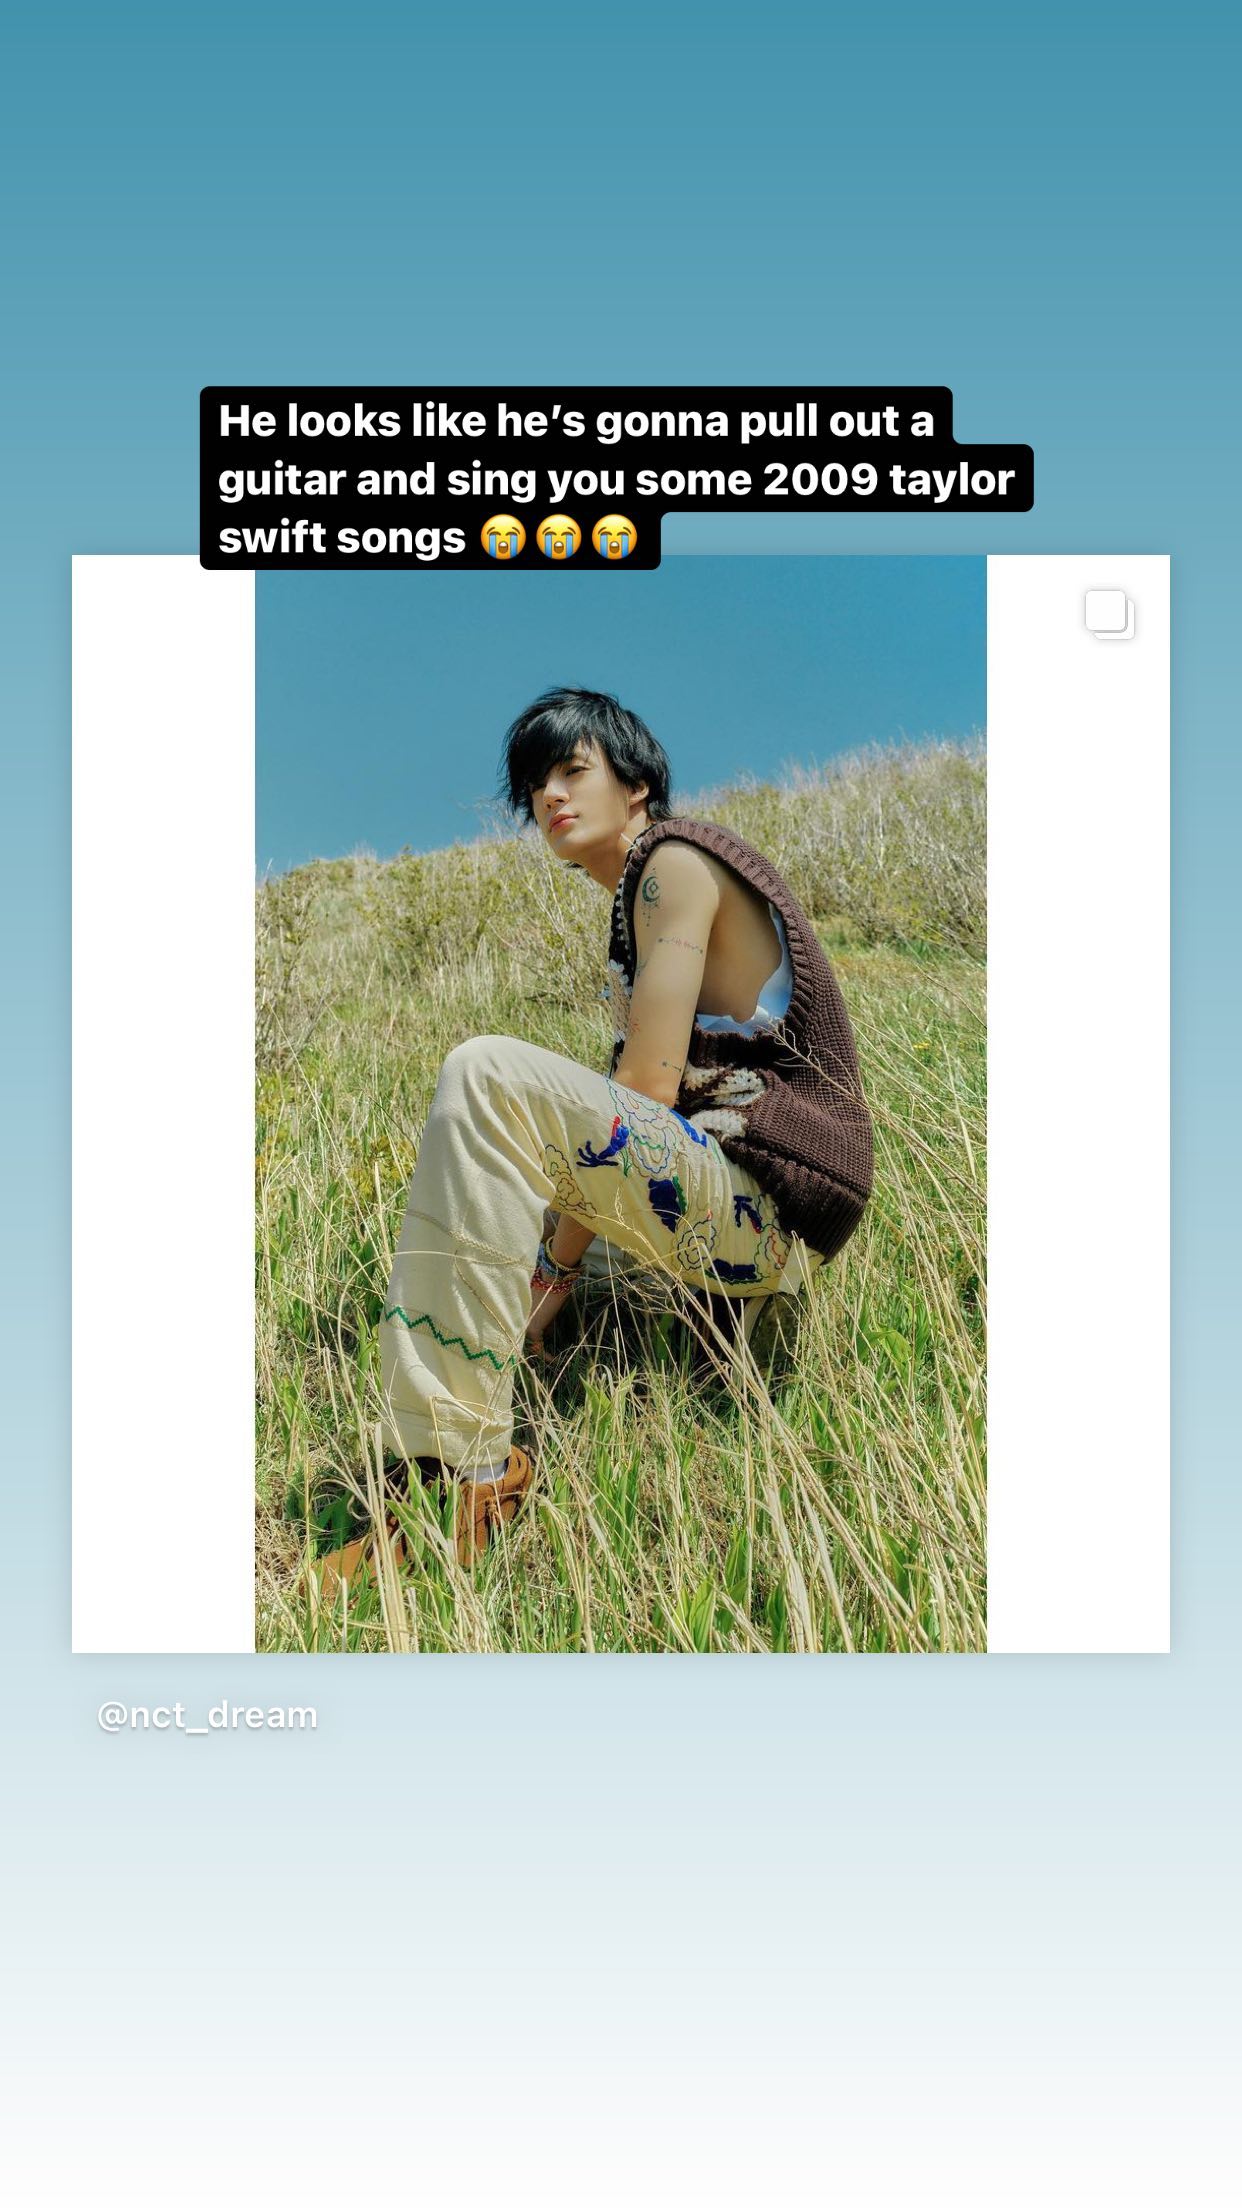 He looks like he’s gonna pull out a
guitar and sing you some 2009 taylor
swift songs 😭😭😭
@nct_dream